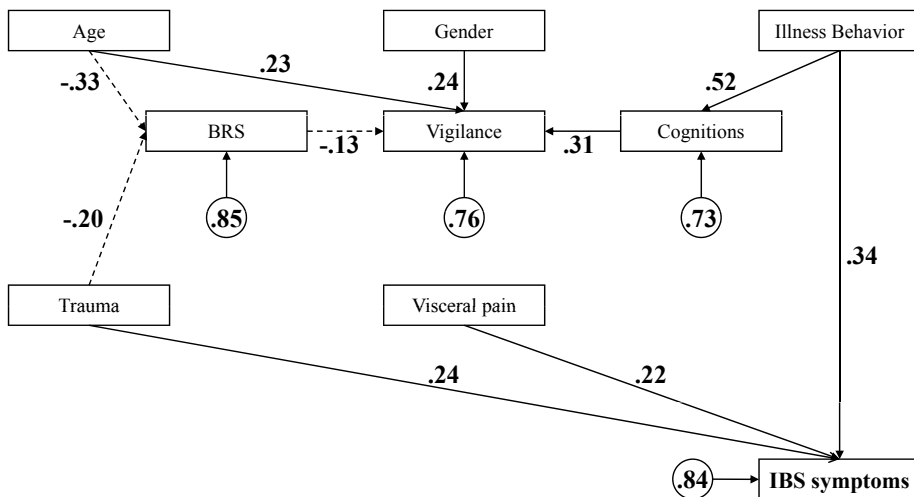 Age
Gender
Illness Behavior
-.33
.23
.24
.52
BRS
-.13
Vigilance
.31
Cognitions
.85
.76
.73
-.20
.34
Trauma
Visceral pain
.24
.22
.84
IBS symptoms